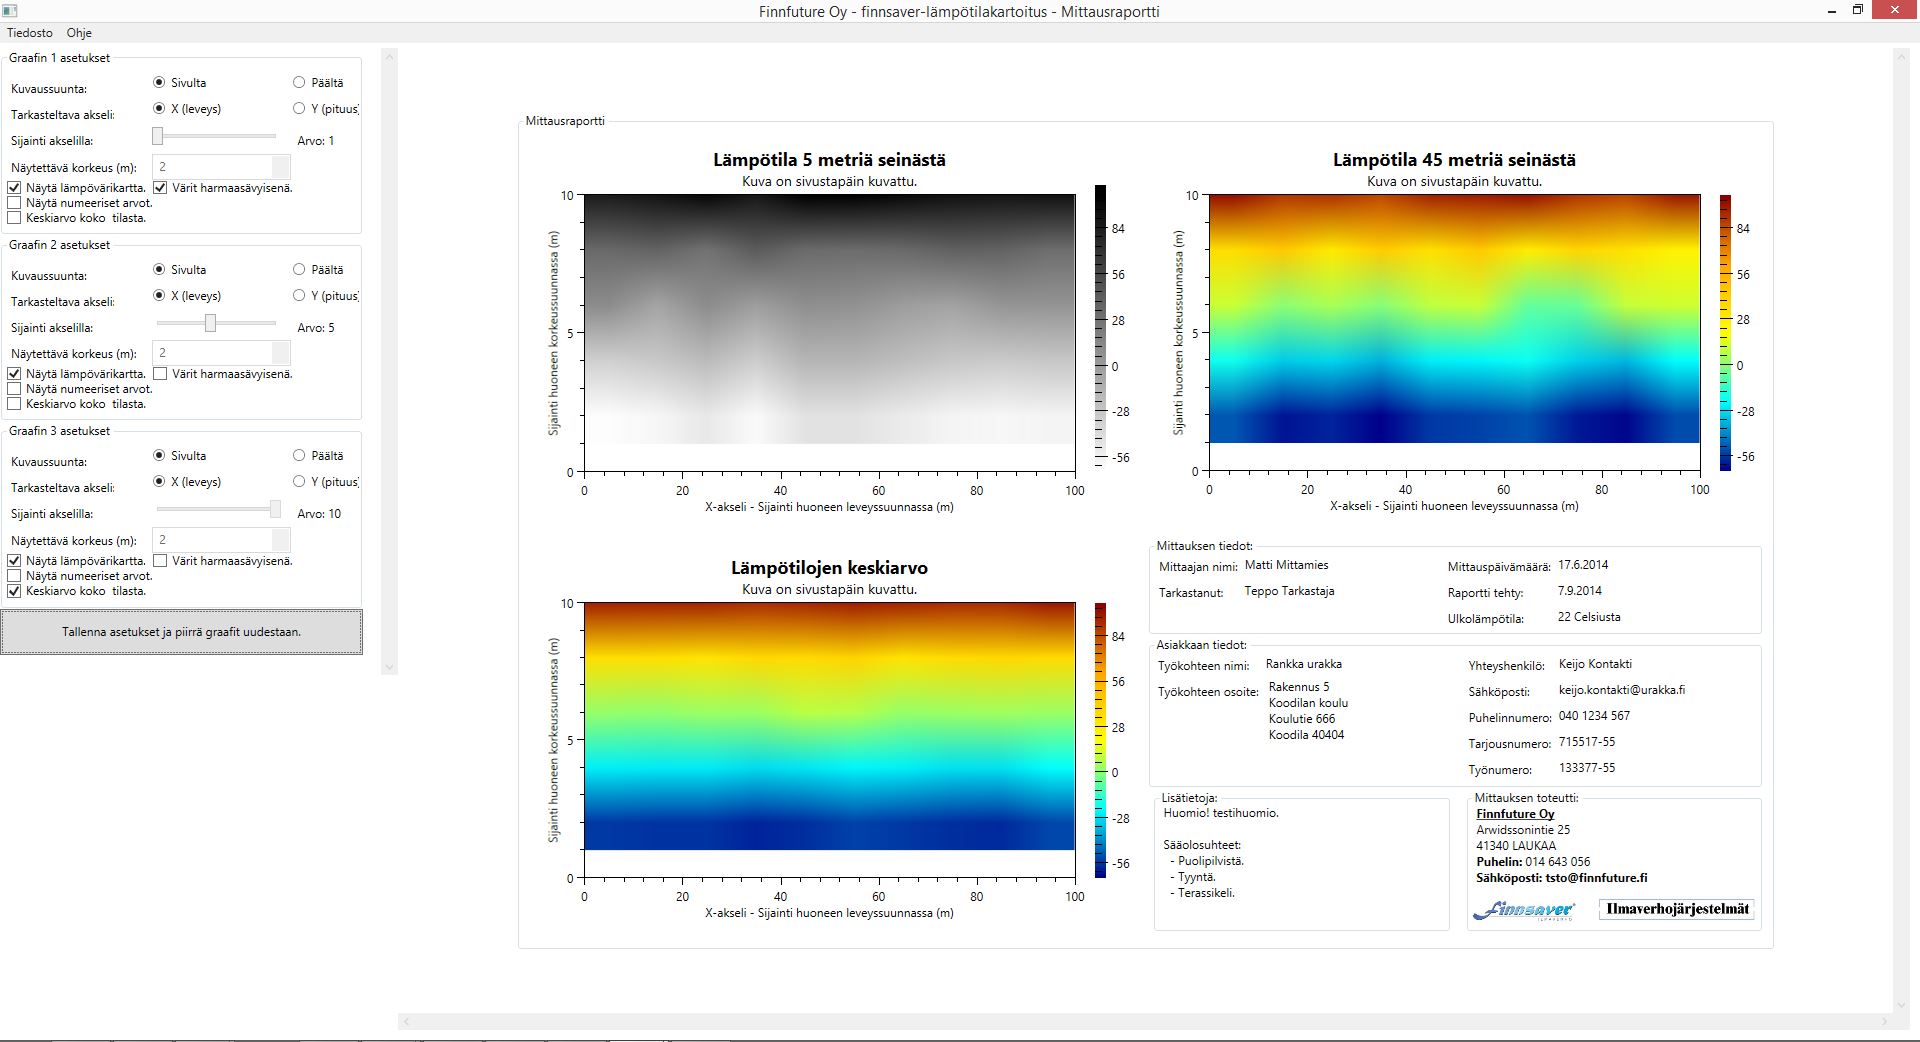 Finnfuture Oy - finnsaver-lämpötilakartoitus - Mittausraportti
Tiedosto Ohje
Graafin 1 asetukset
Kuvaussuunta: Sivulta Päältä
Tarkasteltava akseli: X (leveys) Y (pituus)
Sijainti akselilla: Arvo: 1
Näytettävä korkeus (m): 2
Näytä lämpövärikartta. Värit harmaasävyisenä.
Näytä numeeriset arvot.
Keskiarvo koko tilasta.
Graafin 2 asetukset
Kuvaussuunta: Sivulta Päältä
Tarkasteltava akseli: X (leveys) Y (pituus)
Sijainti akselilla: Arvo: 5
Näytettävä korkeus (m): 2
Näytä lämpövärikartta. Värit harmaasävyisenä.
Näytä numeeriset arvot.
Keskiarvo koko tilasta.
Graafin 3 asetukset
Kuvaussuunta: Sivulta Päältä
Tarkasteltava akseli: X (leveys) Y (pituus)
Sijainti akselilla: Arvo: 10
Näytettävä korkeus (m): 2
Näytä lämpövärikartta. Värit harmaasävyisenä.
Näytä numeeriset arvot.
Keskiarvo koko tilasta.
Tallenna asetukset ja piirrä graafit uudestaan.
Mittausraportti
Lämpötila 5 metriä seinästä
Kuva on sivustapäin kuvattu.
Sijainti huoneen korkeussuunnassa (m)
10
5
0
0 20 40 60 80 100
X-akseli - Sijainti huoneen leveyssuunnassa (m)
84
56
28
0
-28
-56
Lämpötila 45 metriä seinästä
Kuva on sivustapäin kuvattu.
Sijainti huoneen korkeussuunnassa (m)
10
5
0
0 20 40 60 80 100
X-akseli - Sijainti huoneen leveyssuunnassa (m)
84
56
28
0
-28
-56
Lämpötilojen keskiarvo
Kuva on sivustapäin kuvattu.
Sijainti huoneen korkeussuunnassa (m)
10
5
0
0 20 40 60 80 100
X-akseli - Sijainti huoneen leveyssuunnassa (m)
84
56
28
0
-28
-56
Mittauksen tiedot:
Mittaajan nimi: Matti Mittamies Mittauspäivämäärä: 17.6.2014
Tarkastanut: Teppo Tarkastaja Raportti tehty: 7.9.2014
Ulkolämpötila: 22 Celsiusta
Asiakkaan tiedot:
Työkohteen nimi: Rankka urakka Yhteyshenkilö: Keijo Kontakti
Työkohteen osoite: Rakennus 5 Sähköposti: keijo.kontakti@urakka.fi
Koodilan koulu
Koulutie 666 Puhelinnumero: 040 1234 567
Koodila 40404 Tarjousnumero: 715517-55
Työnumero: 133377-55
Lisätietoja:
Huomio! testihuomio.
Sääolosuhteet:
- Puolipilvistä.
- Tyyntä.
- Terassikeli.
Mittauksen toteutti:
Finnfuture Oy
Arwidssonintie 25
41340 LAUKAA
Puhelin: 014 643 056
Sähköposti: tsto@finnfuture.fi
finnsaver
ILMAVERHO
Ilmaverhojärjestelmät